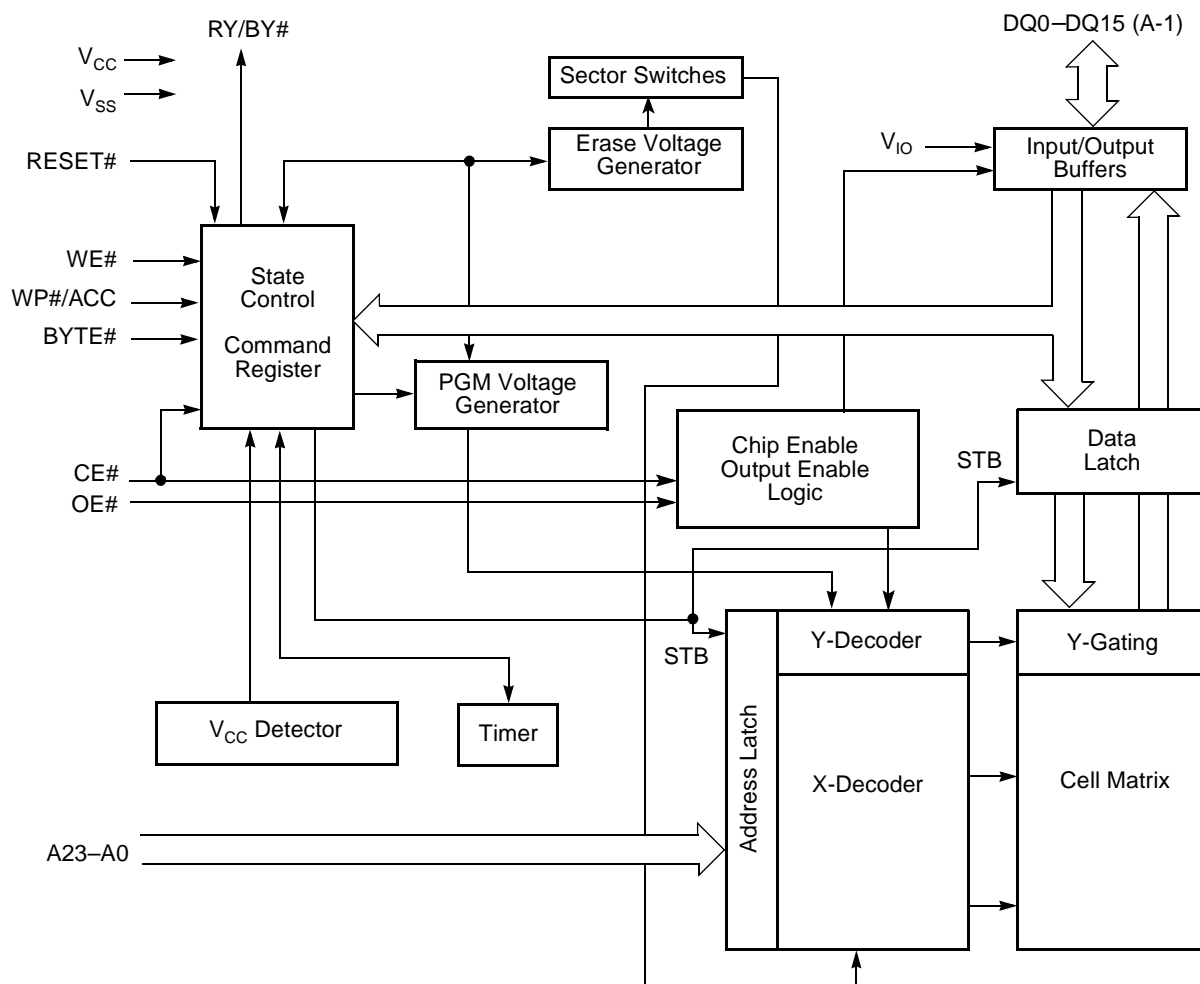 RY/BY#
DQ0–DQ15 (A-1)
VCC
VSS
Sector Switches
Erase Voltage
Generator
VIO
Input/Output
Buffers
RESET#
WE#
WP#/ACC
BYTE#
State
Control
Command
Register
PGM Voltage
Generator
Chip Enable
Output Enable
Logic
Data
Latch
STB
CE#
OE#
STB
Y-Decoder
Y-Gating
VCC Detector
Timer
Address Latch
X-Decoder
Cell Matrix
A23–A0